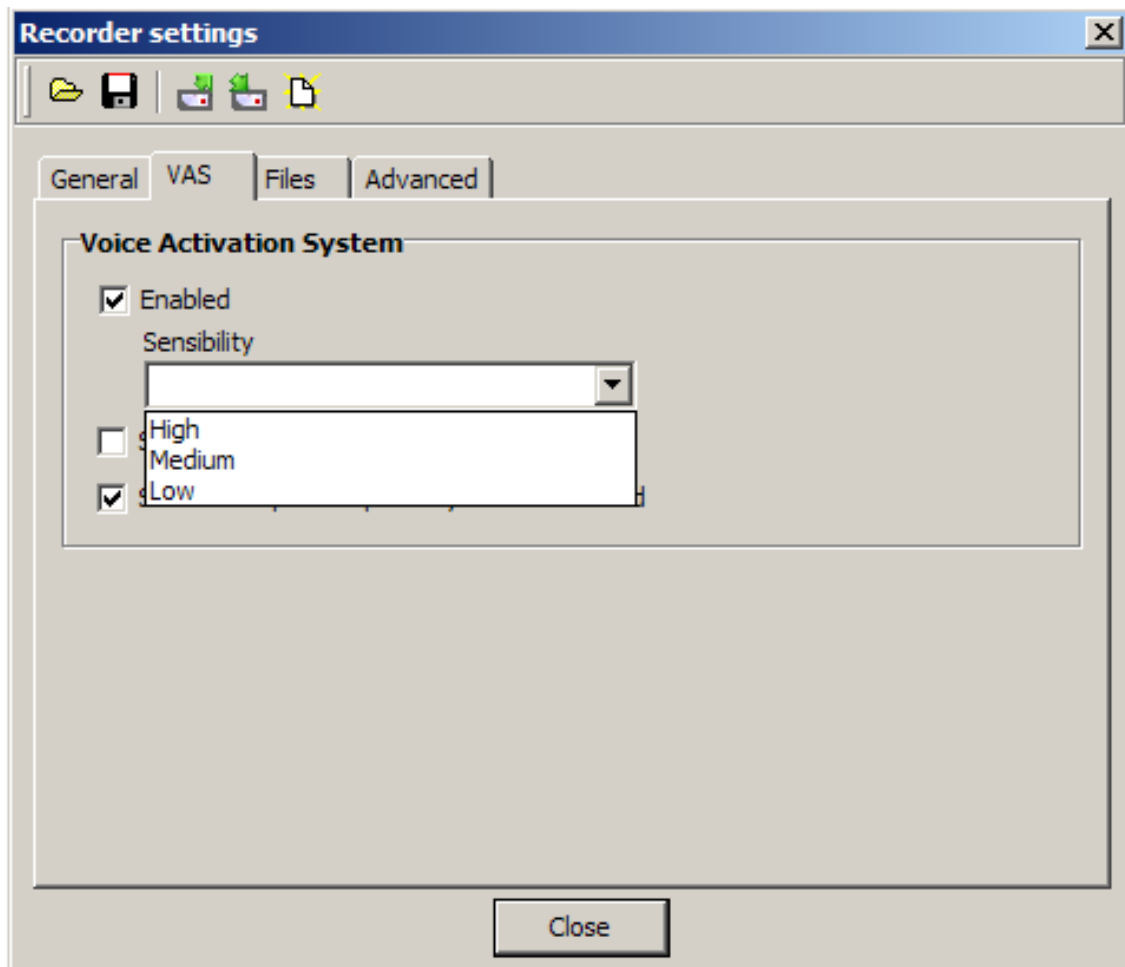 Recorder settings
General VAS Files Advanced
Voice Activation System
Enabled
Sensibility
High
Medium
Low
Close